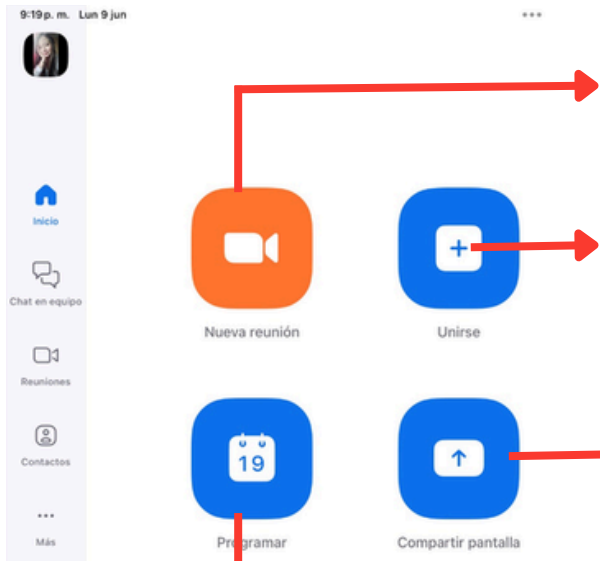 9:19 p. m.  Lun 9 jun
Inicio
Chat en equipo
Reuniones
Contactos
Más
Nueva reunión
Unirse
19
Programar
Compartir pantalla